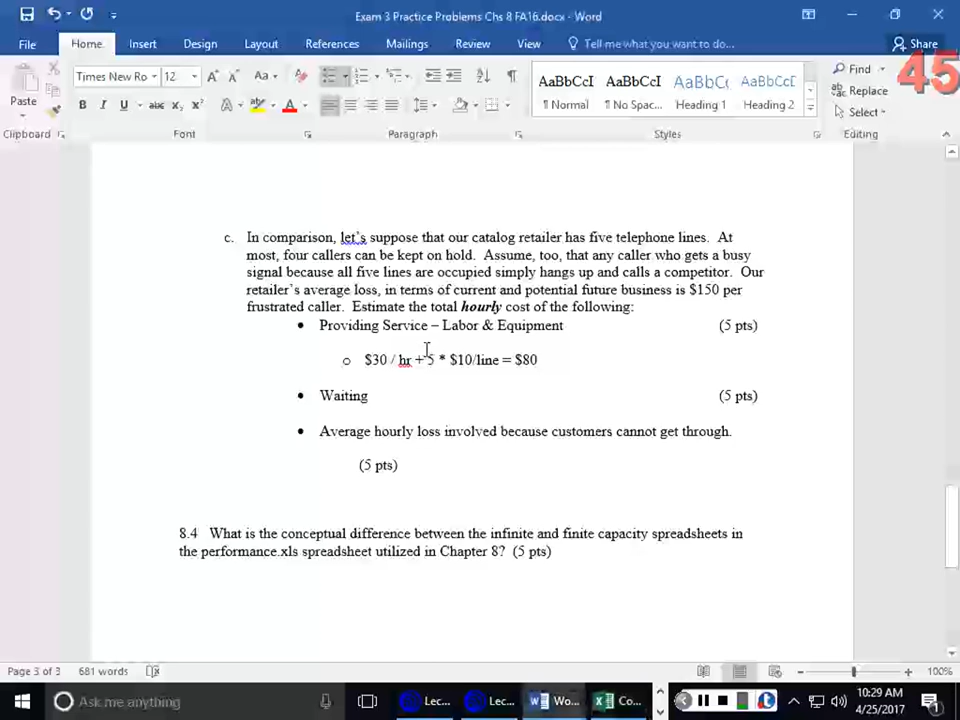 Exam 3 Practice Problems Chs 8 FA16.docx - Word
File Home Insert Design Layout References Mailings Review View Tell me what you want to do... Share
45
Paste
Times New Ro 12
AaBbCcI AaBbCcI AaBbC AaBbCcE
¶ Normal ¶ No Spac... Heading 1 Heading 2
Find
Replace
Select
Clipboard Font Paragraph Styles Editing
c. In comparison, let's suppose that our catalog retailer has five telephone lines. At
most, four callers can be kept on hold. Assume, too, that any caller who gets a busy
signal because all five lines are occupied simply hangs up and calls a competitor. Our
retailer's average loss, in terms of current and potential future business is $150 per
frustrated caller. Estimate the total hourly cost of the following:
• Providing Service – Labor & Equipment (5 pts)
o $30 / hr + 5 * $10/line = $80
• Waiting (5 pts)
• Average hourly loss involved because customers cannot get through.
(5 pts)
8.4 What is the conceptual difference between the infinite and finite capacity spreadsheets in
the performance.xls spreadsheet utilized in Chapter 8? (5 pts)
Page 3 of 3 681 words 100%
Ask me anything
Lec... Lec... Wo... Co...
10:29 AM
4/25/2017